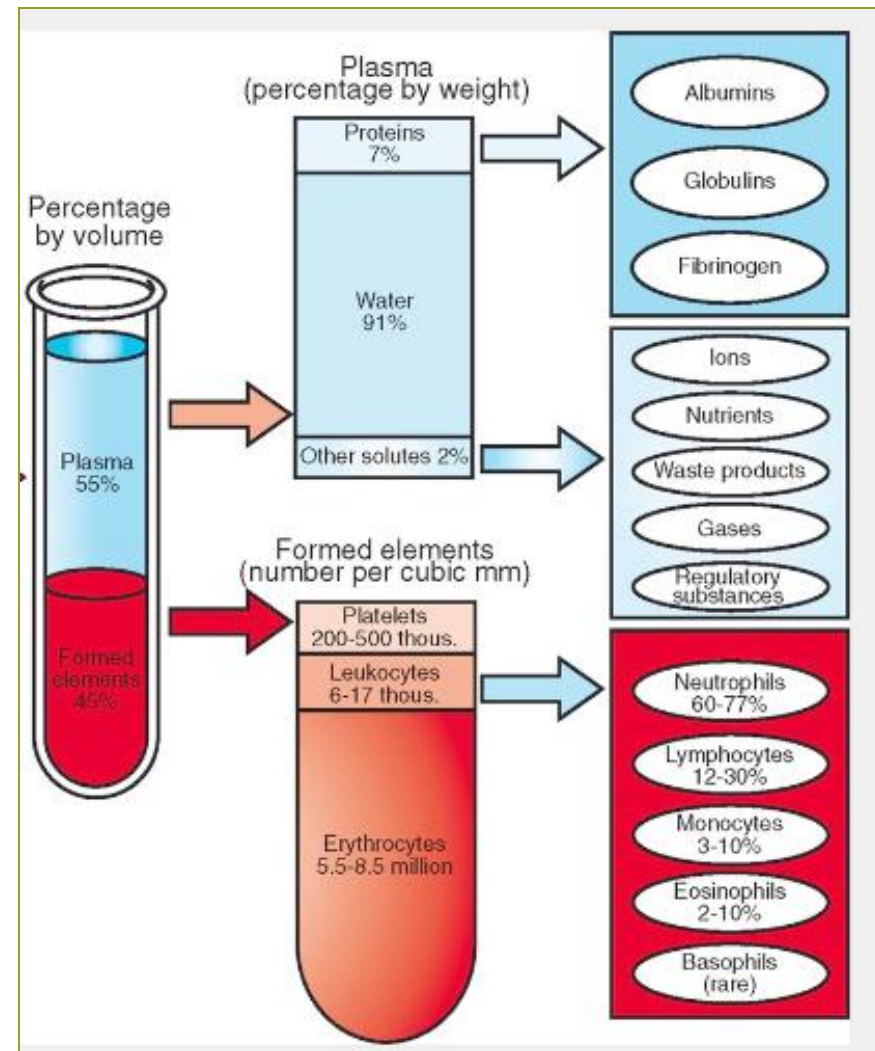 Percentage
by volume
Plasma
55%
Formed
elements
45%
Plasma
(percentage by weight)
Proteins
7%
Water
91%
Other solutes 2%
Albumins
Globulins
Fibrinogen
Ions
Nutrients
Waste products
Gases
Regulatory
substances
Formed elements
(number per cubic mm)
Platelets
200-500 thous.
Leukocytes
6-17 thous.
Erythrocytes
5.5-8.5 million
Neutrophils
60-77%
Lymphocytes
12-30%
Monocytes
3-10%
Eosinophils
2-10%
Basophils
(rare)